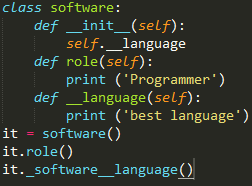 class software:
    def __init__(self):
        self.__language
    def role(self):
        print ('Programmer')
    def __language(self):
        print ('best language')
it = software()
it.role()
it._software__language()